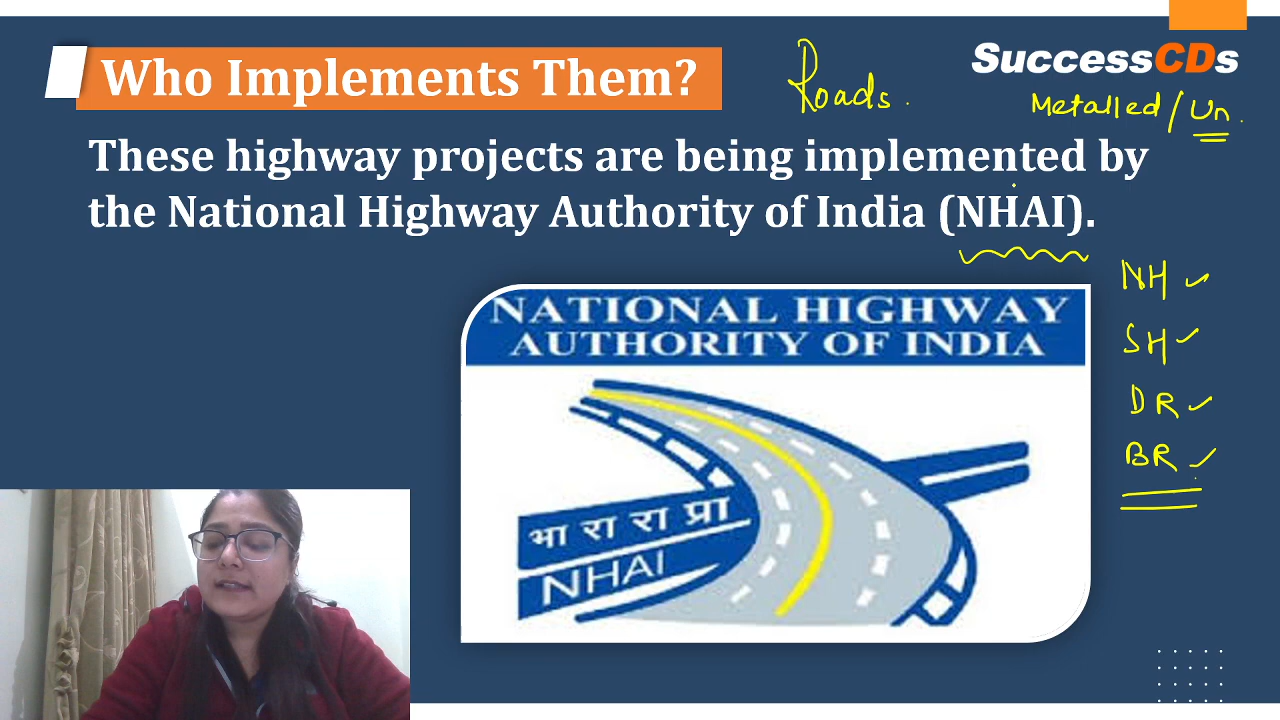 Who Implements Them?
Roads.
SuccessCDs
Metalled / Un.
These highway projects are being implemented by
the National Highway Authority of India (NHAI).
NH
SH
DR
BR
NATIONAL HIGHWAY
AUTHORITY OF INDIA
भा रा रा प्रा
NHAI